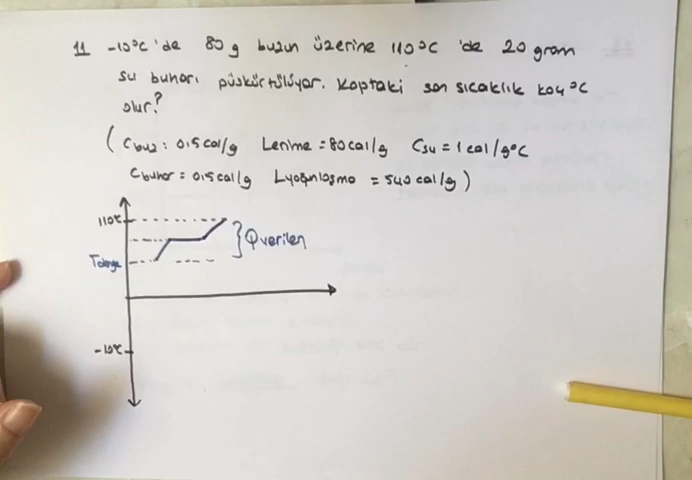 11 -10°C 'de 80 g buzun üzerine 110°C 'de 20 gram
su buharı püskürtülüyor. Kaptaki son sıcaklık kaç °C
olur?
( Cbuz: 0,5 cal/g Lerime = 80 cal/g Csu = 1 cal/g°C
Cbuhar = 0,5 cal/g Lyoğunlaşma = 540 cal/g )
110°C
Qverilen
Tdenge
-10°C